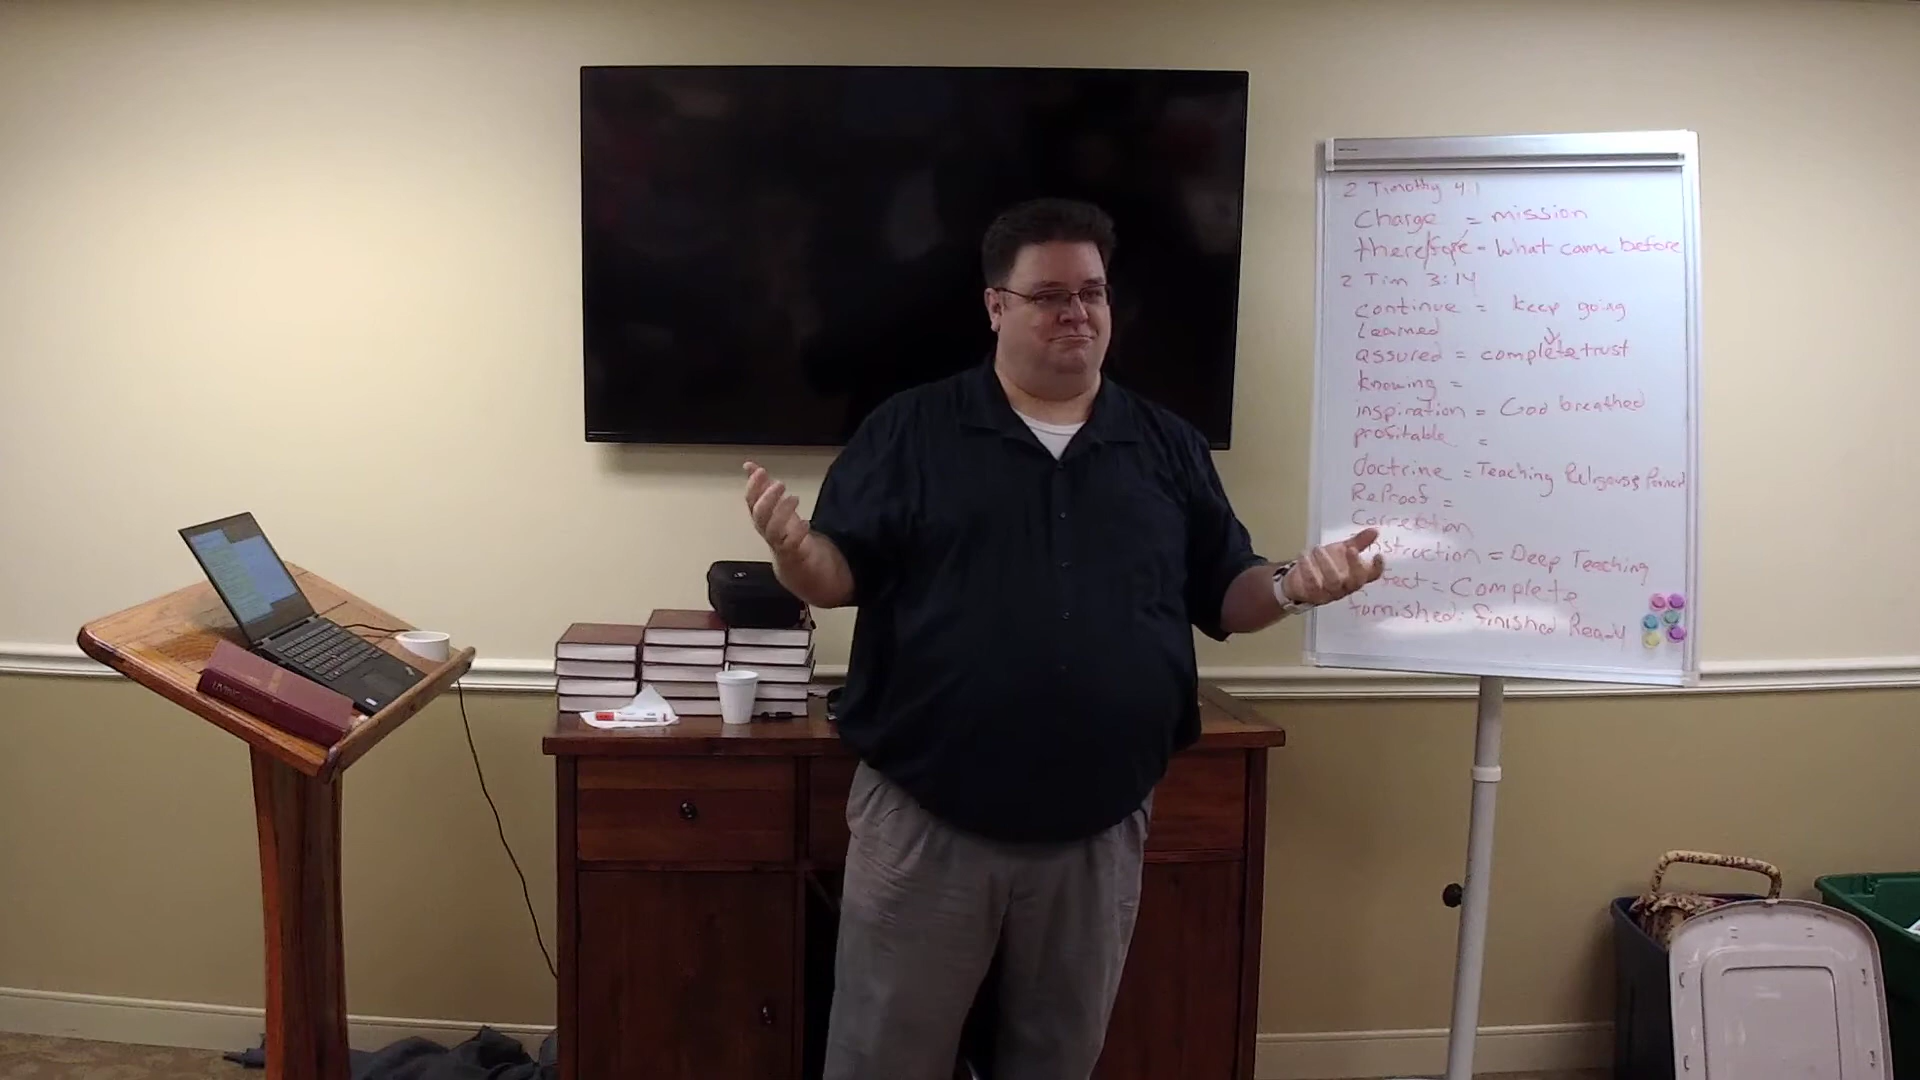 2 Timothy 4:1
Charge = mission
therefore = What came before
2 Tim 3:14
continue = keep going
Learned
assured = complete trust
knowing =
inspiration = God breathed
profitable =
doctrine = Teaching
Reproof =
Correction
Instruction = Deep Teaching
= Complete
furnished: finished Ready
LIVING